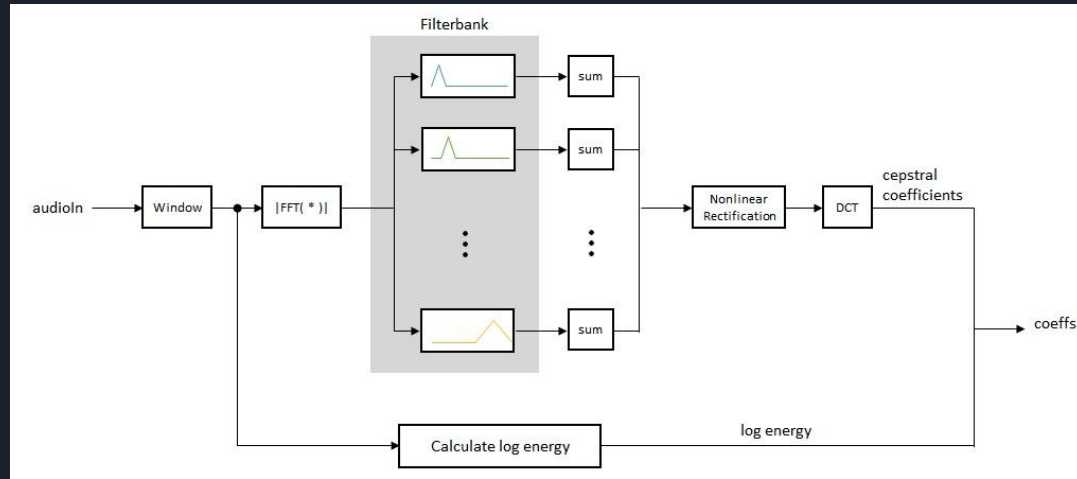 Filterbank
sum
sum
audioIn
Window
|FFT( * )|
Nonlinear
Rectification
DCT
cepstral
coefficients
sum
coeffs
Calculate log energy
log energy